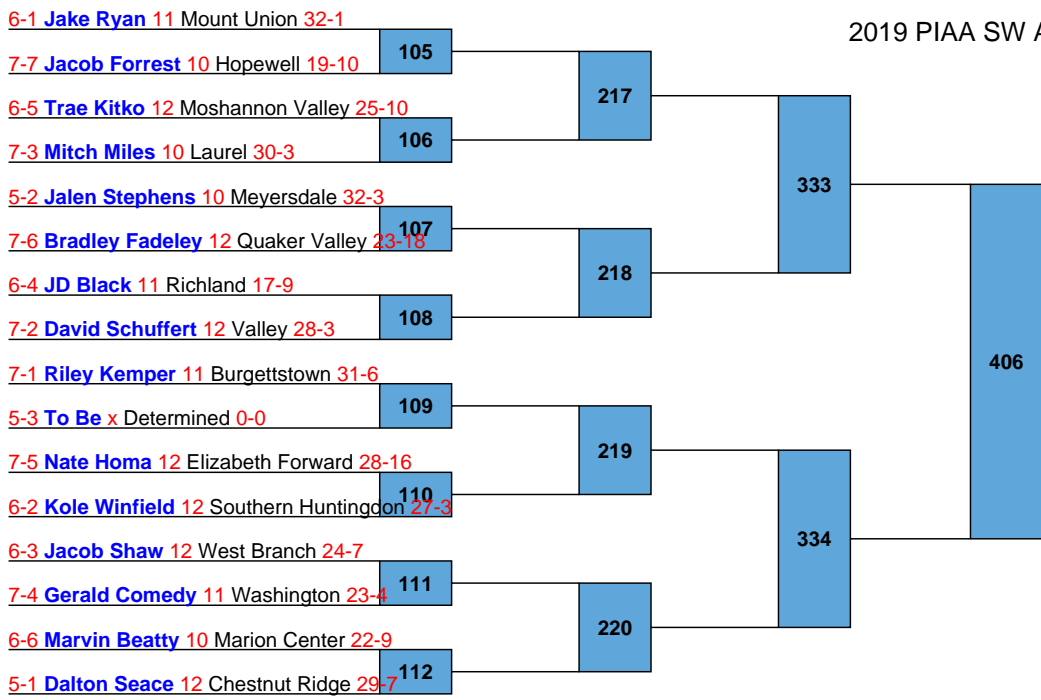 2019 PIAA SW A
6-1 Jake Ryan 11 Mount Union 32-1
105
7-7 Jacob Forrest 10 Hopewell 19-10
217
6-5 Trae Kitko 12 Moshannon Valley 25-10
106
7-3 Mitch Miles 10 Laurel 30-3
333
5-2 Jalen Stephens 10 Meyersdale 32-3
107
7-6 Bradley Fadeley 12 Quaker Valley 23-18
218
6-4 JD Black 11 Richland 17-9
108
7-2 David Schuffert 12 Valley 28-3
406
7-1 Riley Kemper 11 Burgettstown 31-6
109
5-3 To Be x Determined 0-0
219
7-5 Nate Homa 12 Elizabeth Forward 28-16
110
6-2 Kole Winfield 12 Southern Huntingdon 27-3
334
6-3 Jacob Shaw 12 West Branch 24-7
111
7-4 Gerald Comedy 11 Washington 23-4
220
6-6 Marvin Beatty 10 Marion Center 22-9
112
5-1 Dalton Seace 12 Chestnut Ridge 29-7